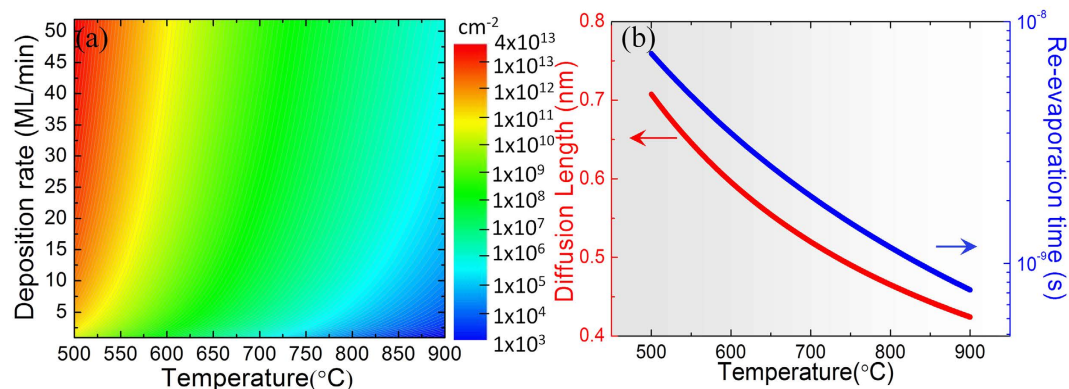 (a)
Deposition rate (ML/min)
50
45
40
35
30
25
20
15
10
5
500 550 600 650 700 750 800 850 900
Temperature(°C)
cm-2
4x10¹³
1x10¹³
1x10¹²
1x10¹¹
1x10¹⁰
1x10⁹
1x10⁸
1x10⁷
1x10⁶
1x10⁵
1x10⁴
1x10³
(b)
Diffusion Length (nm)
0.8
0.7
0.6
0.5
0.4
500 600 700 800 900
Temperature(°C)
10⁻⁸
10⁻⁹
Re-evaporation time (s)